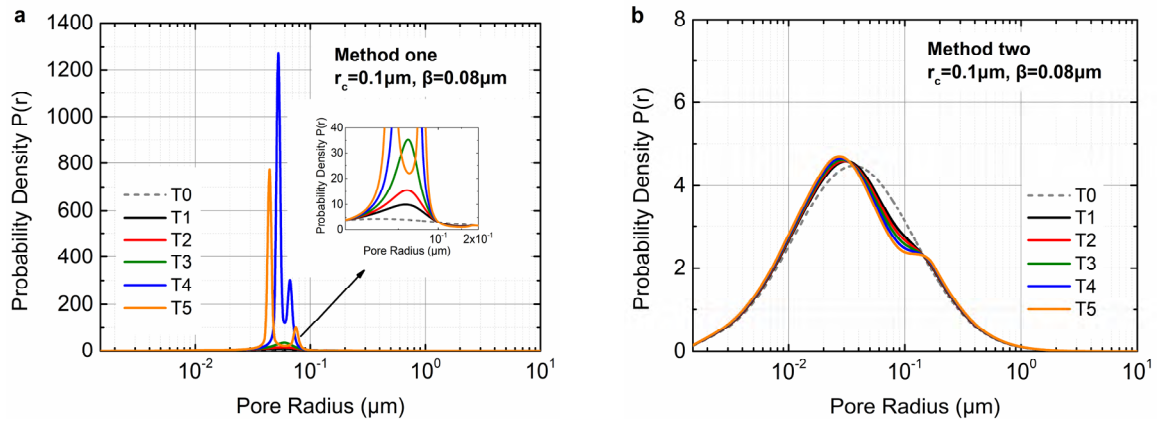 a
1400
1200
1000
800
600
400
200
0
Probability Density P(r)
Method one
r_c=0.1μm, β=0.08μm
T0
T1
T2
T3
T4
T5
40
30
20
10
0
Probability Density P(r)
10⁻¹ 2x10⁻¹
Pore Radius (μm)
10⁻² 10⁻¹ 10⁰ 10¹
Pore Radius (μm)
b
8
6
4
2
0
Probability Density P(r)
Method two
r_c=0.1μm, β=0.08μm
T0
T1
T2
T3
T4
T5
10⁻² 10⁻¹ 10⁰ 10¹
Pore Radius (μm)